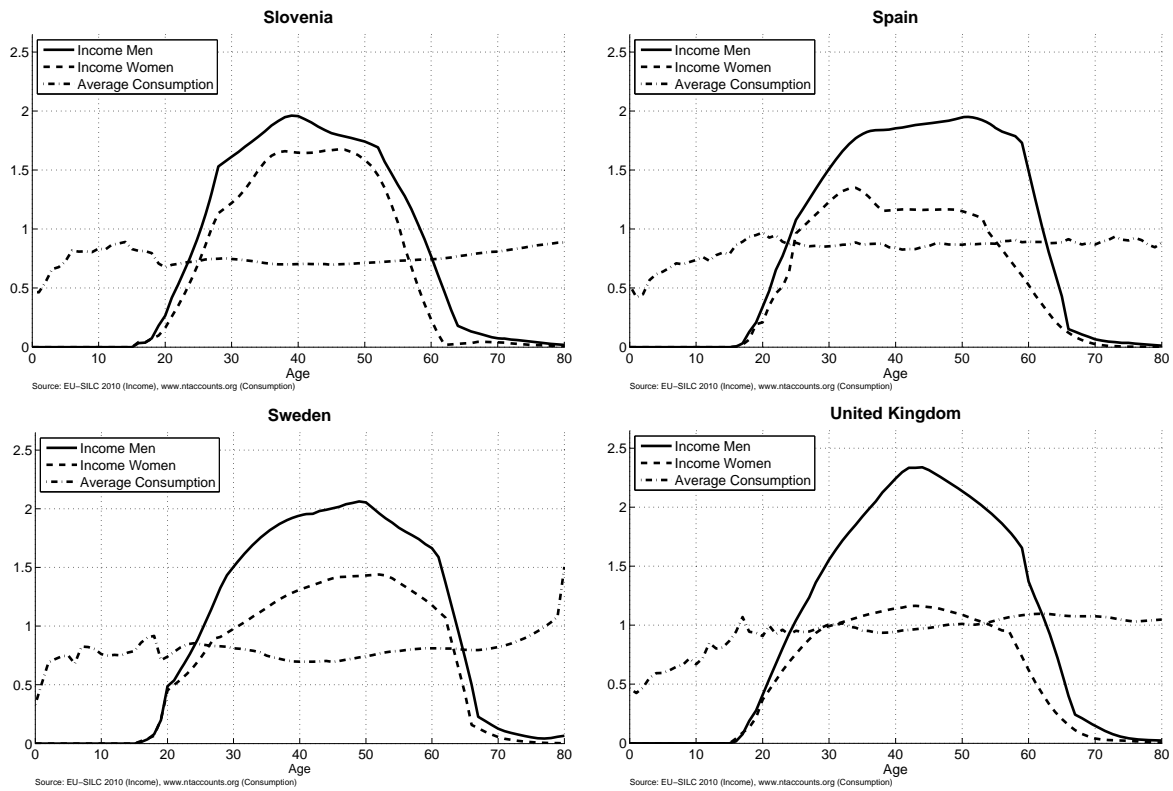 Slovenia
2.5
2
1.5
1
0.5
0
Income Men
Income Women
Average Consumption
0 10 20 30 40 50 60 70 80
Age
Source: EU−SILC 2010 (Income), www.ntaccounts.org (Consumption)
Spain
2.5
2
1.5
1
0.5
0
Income Men
Income Women
Average Consumption
0 10 20 30 40 50 60 70 80
Age
Source: EU−SILC 2010 (Income), www.ntaccounts.org (Consumption)
Sweden
2.5
2
1.5
1
0.5
0
Income Men
Income Women
Average Consumption
0 10 20 30 40 50 60 70 80
Age
Source: EU−SILC 2010 (Income), www.ntaccounts.org (Consumption)
United Kingdom
2.5
2
1.5
1
0.5
0
Income Men
Income Women
Average Consumption
0 10 20 30 40 50 60 70 80
Age
Source: EU−SILC 2010 (Income), www.ntaccounts.org (Consumption)